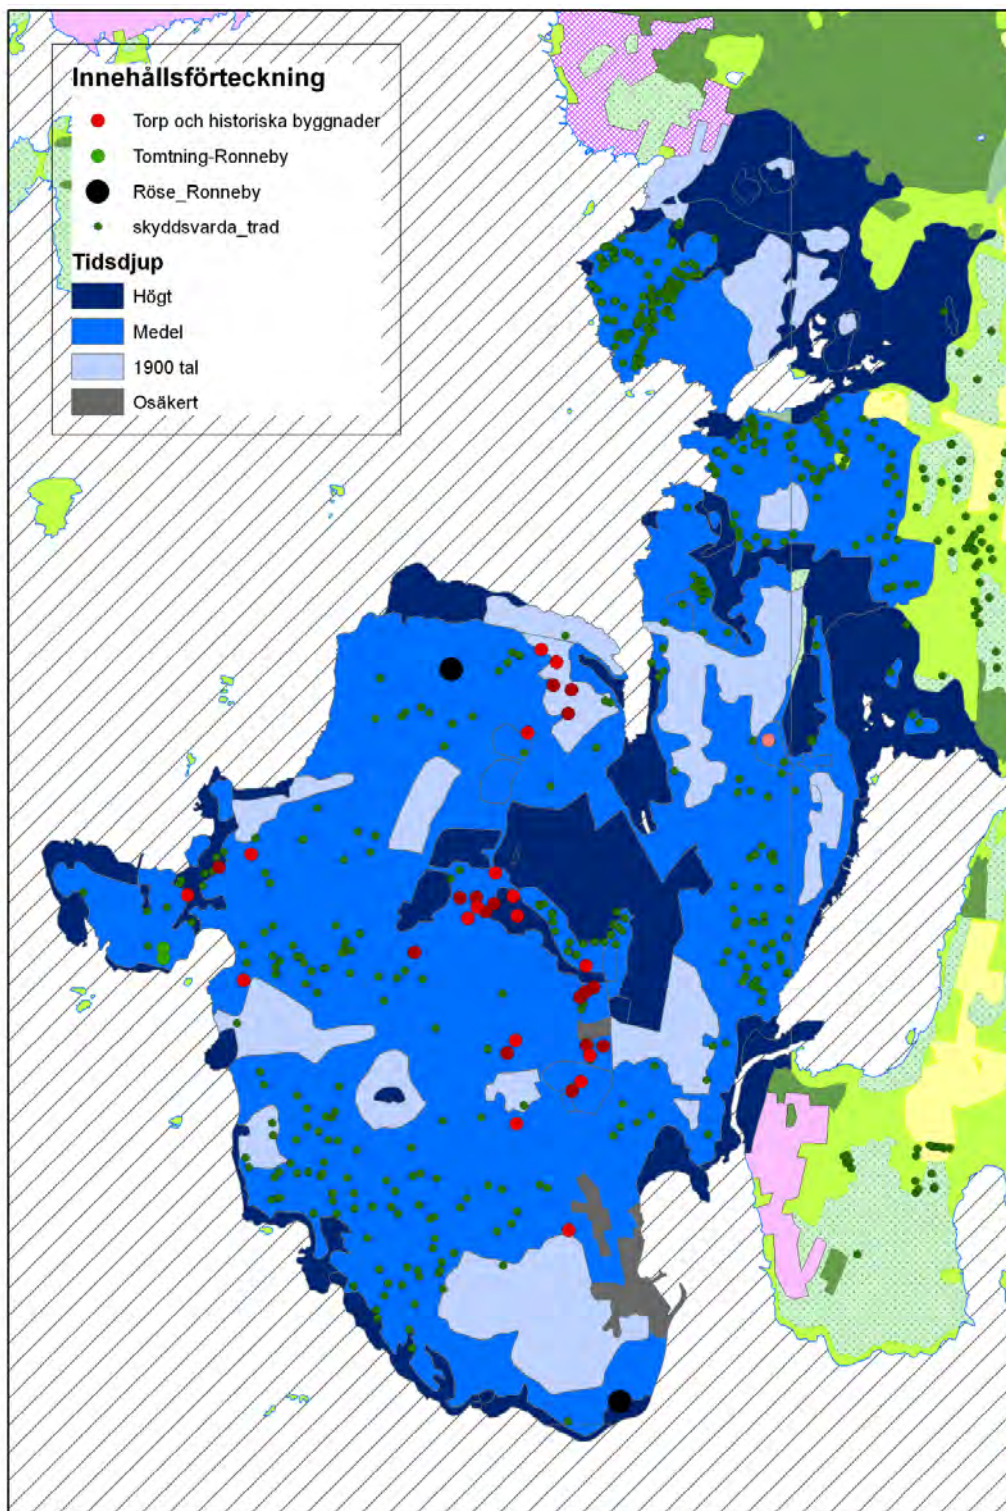 Innehållsförteckning
Torp och historiska byggnader
Tomtning-Ronneby
Röse_Ronneby
skyddsvarda_trad
Tidsdjup
Högt
Medel
1900 tal
Osäkert